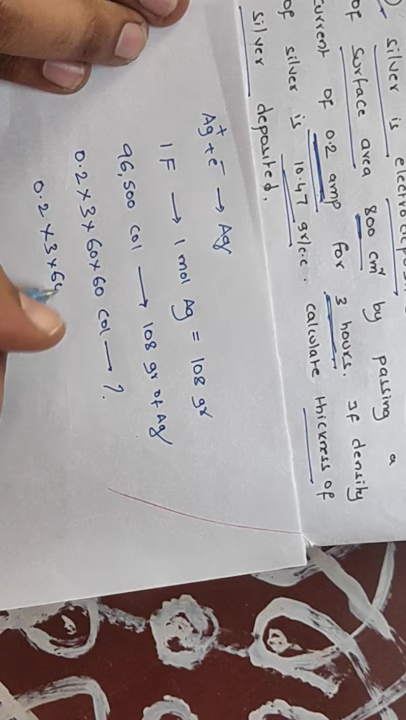 silver is electrodeposi
of surface area 800 cm² by passing a
current of 0.2 amp for 3 hours. If density
of silver is 10.47 gr/c.c. calculate thickness of
silver deposited.
Ag⁺ + e⁻ → Ag
1 F → 1 mol Ag = 108 gr
96,500 col → 108 gr of Ag
0.2 × 3 × 60 × 60 col → ?
0.2 × 3 × 6